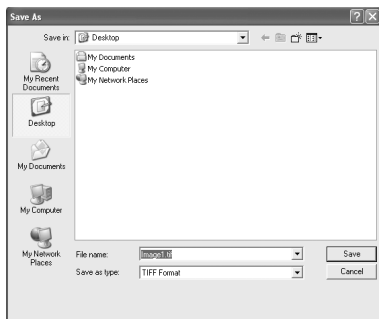 Save As
Save in: Desktop
My Documents
My Computer
My Network Places
My Recent
Documents
Desktop
My Documents
My Computer
My Network
Places
File name: Image1.tif
Save as type: TIFF Format
Save
Cancel